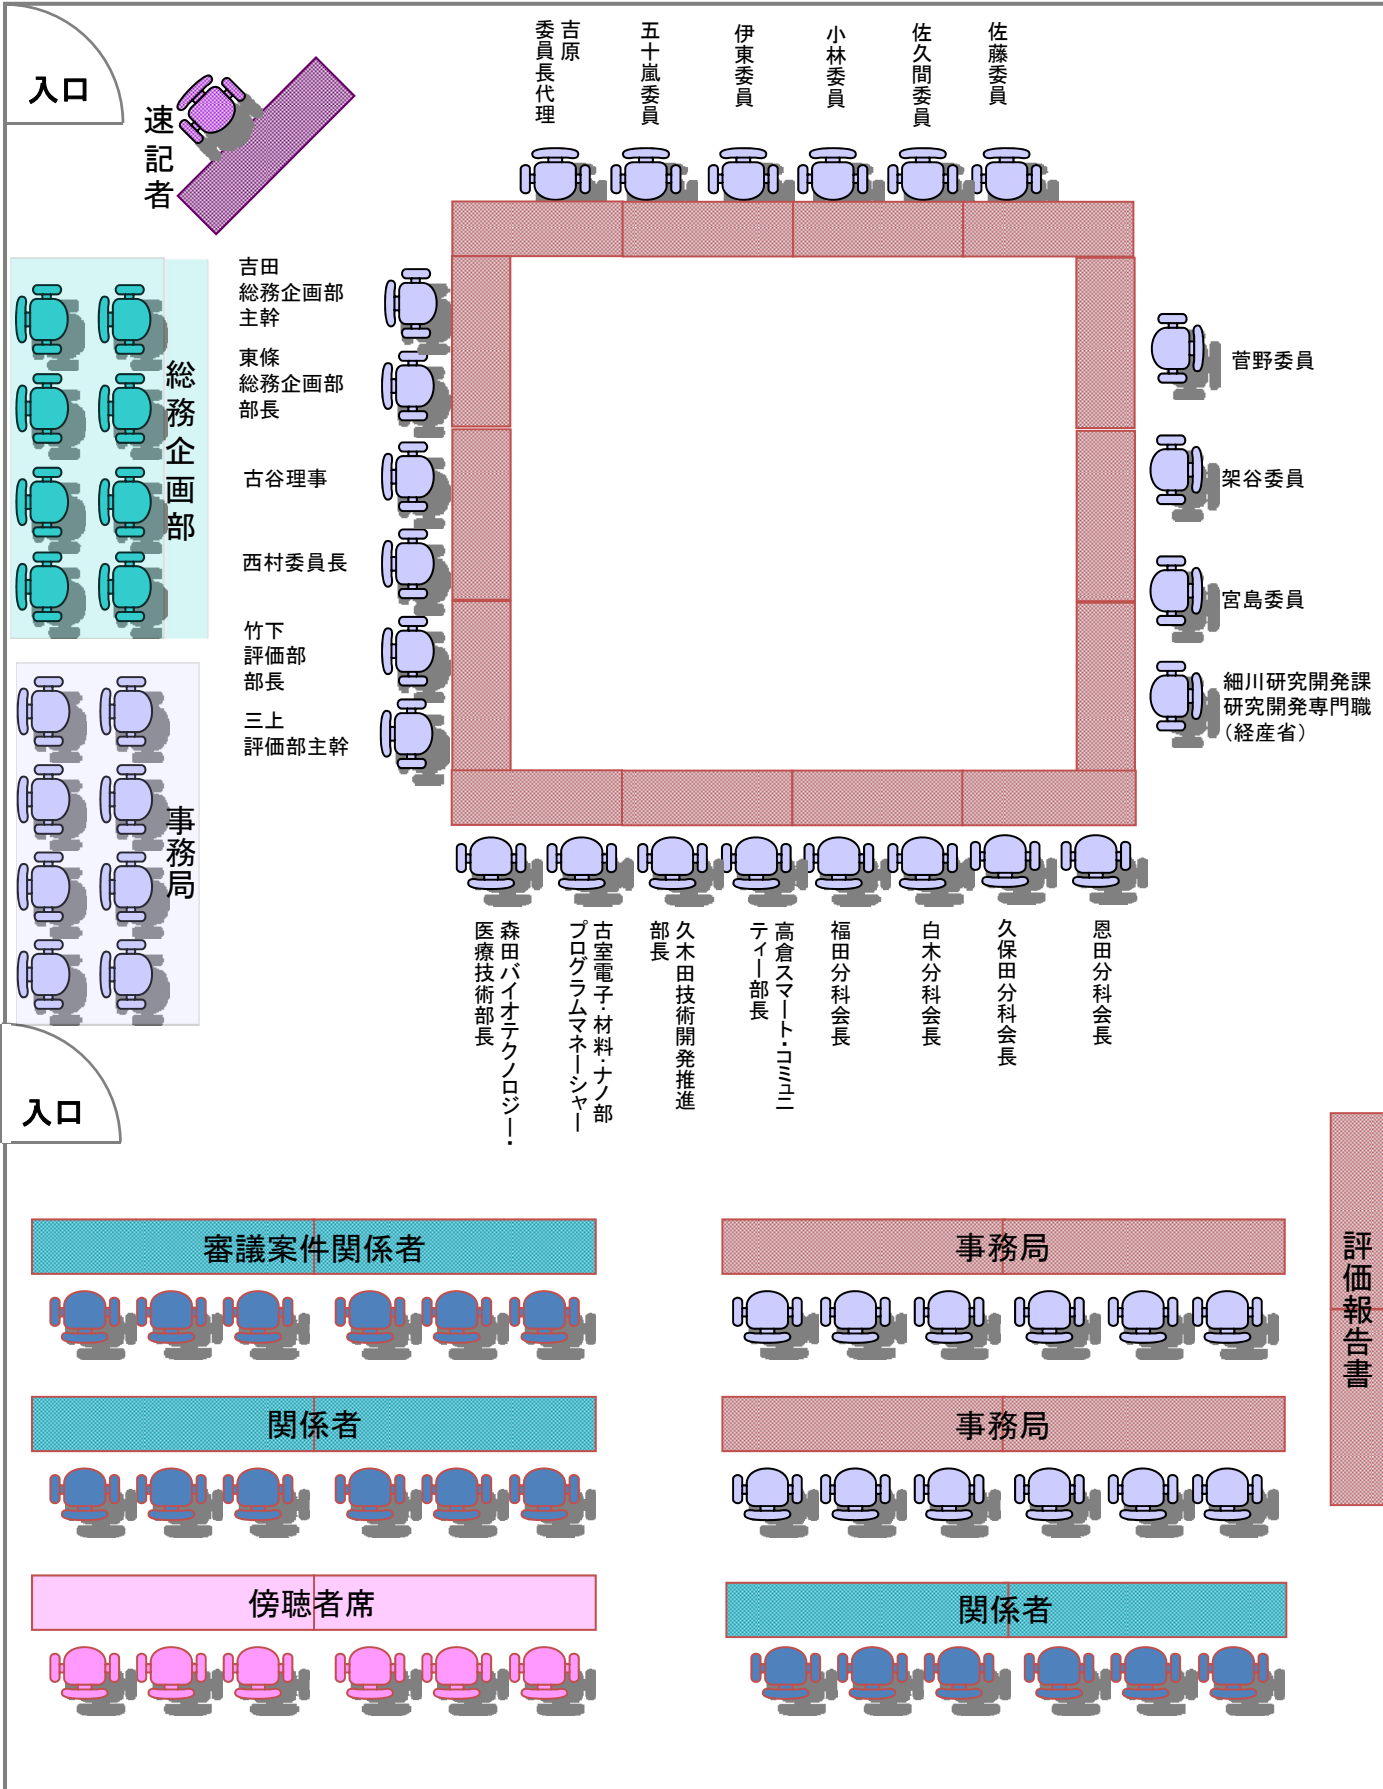 入口
速記者
吉原
委員長代理
五十嵐委員
伊東委員
小林委員
佐久間委員
佐藤委員
吉田
総務企画部
主幹
東條
総務企画部
部長
古谷理事
西村委員長
竹下
評価部
部長
三上
評価部主幹
総務企画部
事務局
菅野委員
架谷委員
宮島委員
細川研究開発課
研究開発専門職
（経産省）
森田バイオテクノロジー・
医療技術部長
古室電子・材料・ナノ部
プログラムマネーシャー
久木田技術開発推進
部長
高倉スマート・コミュニ
ティー部長
福田分科会長
白木分科会長
久保田分科会長
恩田分科会長
入口
審議案件関係者
事務局
評価報告書
関係者
事務局
傍聴者席
関係者